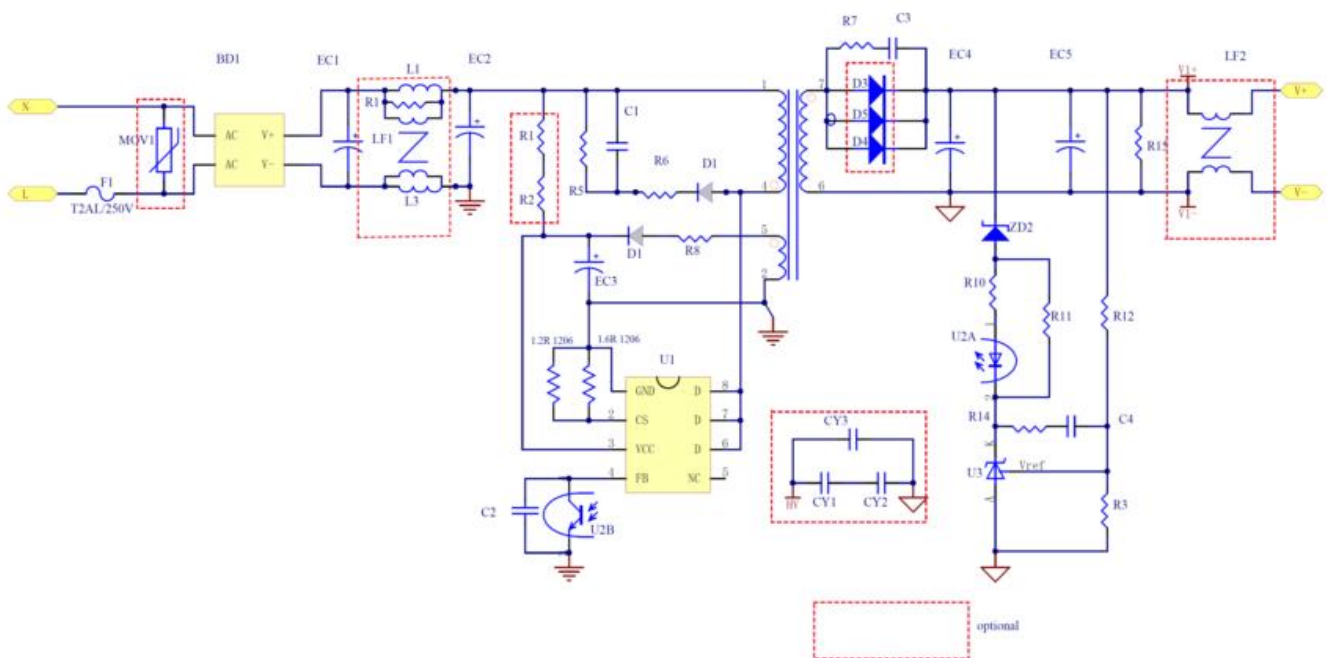 R7
C3
BD1
EC1
L1
EC2
EC4
EC5
LF2
1
7
V1+
N
V+
R1
C1
D3
MOV1
AC
V+
LF1
R1
D5
AC
V-
R6
D1
D4
R15
L
F1
T2AL/250V
L3
R2
R5
4
6
V1-
V-
D1
R8
5
ZD2
EC3
2
R10
R11
R12
1.2R 1206
1.6R 1206
U1
1
U2A
GND
D
8
2
2
CS
D
7
R14
C4
CY3
3
VCC
D
6
K
4
FB
NC
5
U3
Vref
C2
U2B
HV
CY1
CY2
A
R3
optional